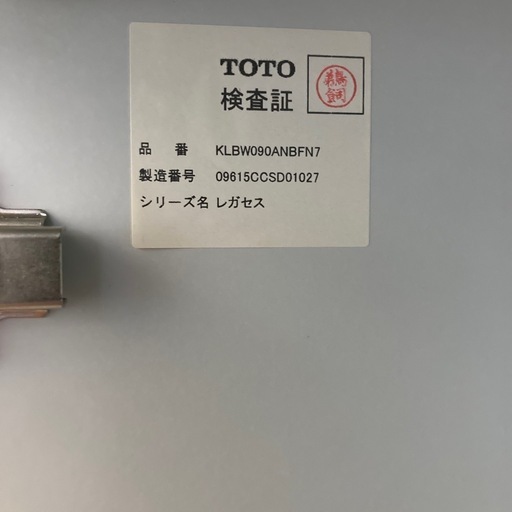 TOTO
検査証
品 番 KLBW090ANBFN7
製造番号 09615CCSD01027
シリーズ名 レガセス